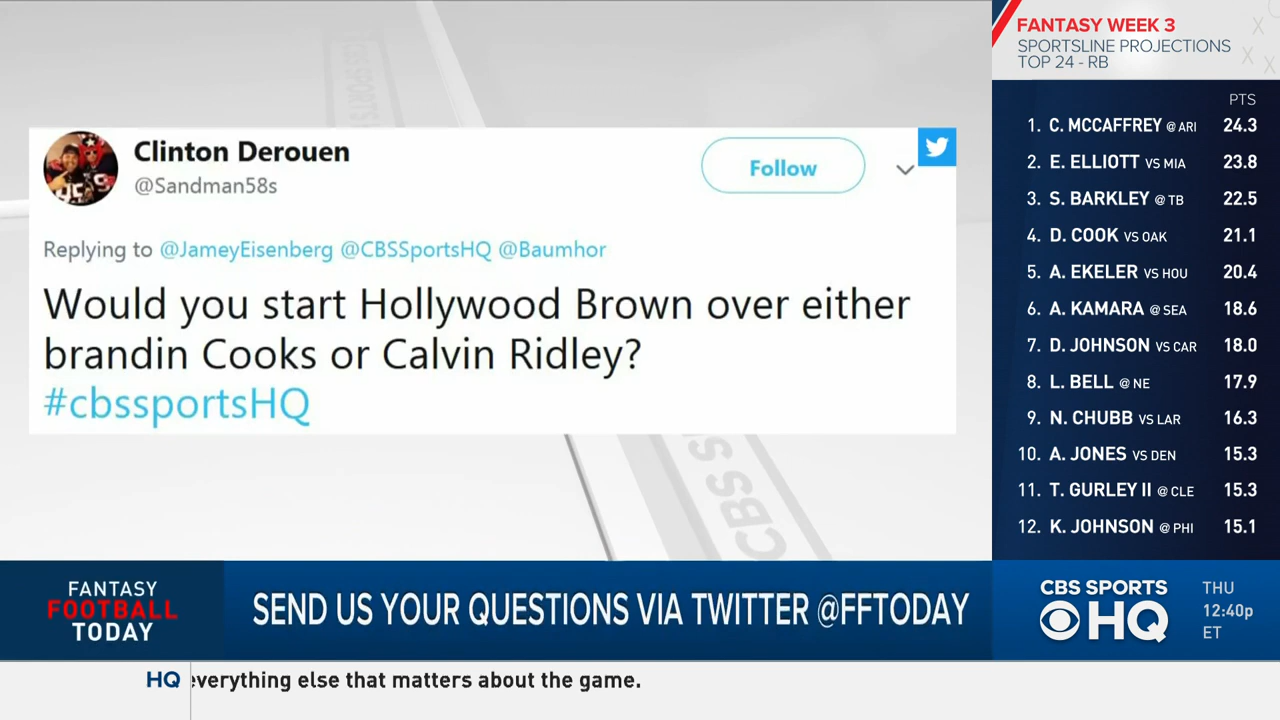 Clinton Derouen
@Sandman58s
Follow
Replying to @JameyEisenberg @CBSSportsHQ @Baumhor
Would you start Hollywood Brown over either
brandin Cooks or Calvin Ridley?
#cbssportsHQ
FANTASY WEEK 3
SPORTSLINE PROJECTIONS
TOP 24 - RB
PTS
1. C. MCCAFFREY @ ARI 24.3
2. E. ELLIOTT VS MIA 23.8
3. S. BARKLEY @ TB 22.5
4. D. COOK VS OAK 21.1
5. A. EKELER VS HOU 20.4
6. A. KAMARA @ SEA 18.6
7. D. JOHNSON VS CAR 18.0
8. L. BELL @ NE 17.9
9. N. CHUBB VS LAR 16.3
10. A. JONES VS DEN 15.3
11. T. GURLEY II @ CLE 15.3
12. K. JOHNSON @ PHI 15.1
FANTASY
FOOTBALL
TODAY
SEND US YOUR QUESTIONS VIA TWITTER @FFTODAY
CBS SPORTS
HQ
THU
12:40p
ET
HQ everything else that matters about the game.
CBS S